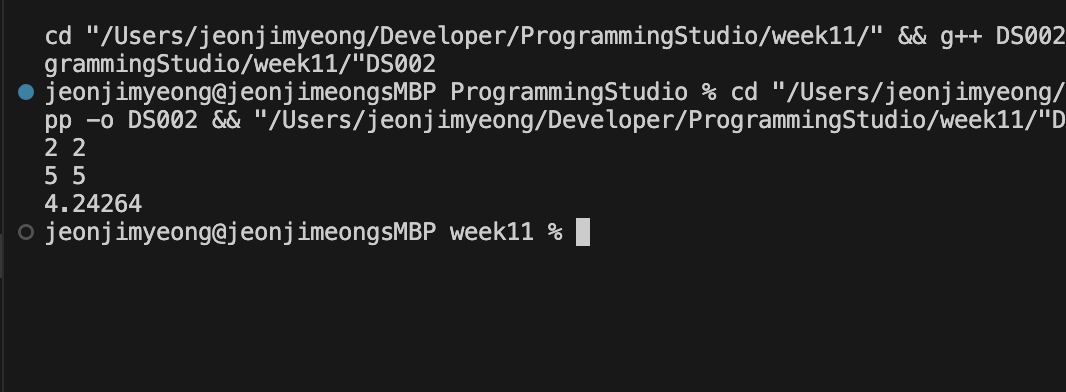 cd "/Users/jeonjimyeong/Developer/ProgrammingStudio/week11/" && g++ DS002
grammingStudio/week11/"DS002
jeonjimyeong@jeonjimeongsMBP ProgrammingStudio % cd "/Users/jeonjimyeong/
pp -o DS002 && "/Users/jeonjimyeong/Developer/ProgrammingStudio/week11/"D
2 2
5 5
4.24264
jeonjimyeong@jeonjimeongsMBP week11 %